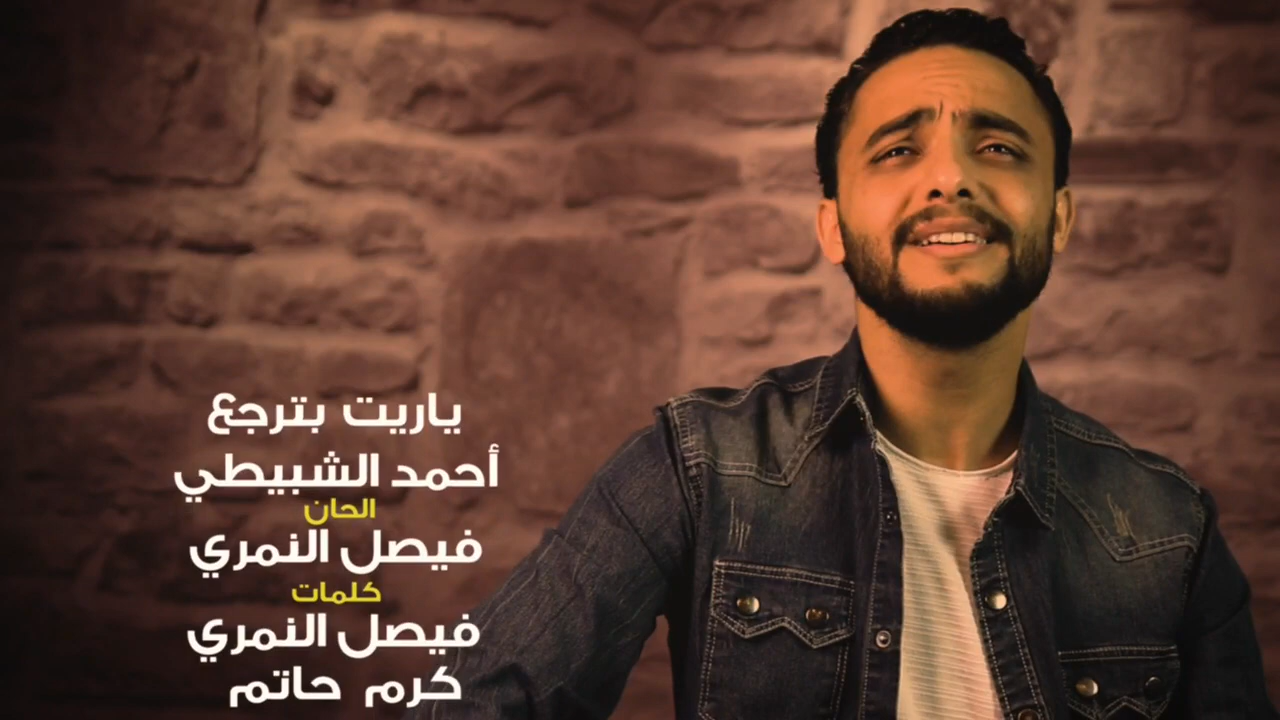 ياريت بترجع
أحمد الشبيطي
الحان
فيصل النمري
كلمات
فيصل النمري
كرم حاتم